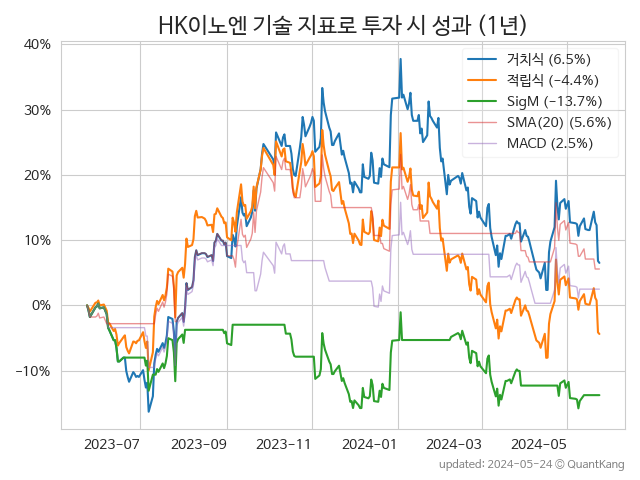 HK이노엔 기술 지표로 투자 시 성과 (1년)
40%
30%
20%
10%
0%
−10%
거치식 (6.5%)
적립식 (−4.4%)
SigM (−13.7%)
SMA(20) (5.6%)
MACD (2.5%)
2023-07
2023-09
2023-11
2024-01
2024-03
2024-05
updated: 2024-05-24 © QuantKang